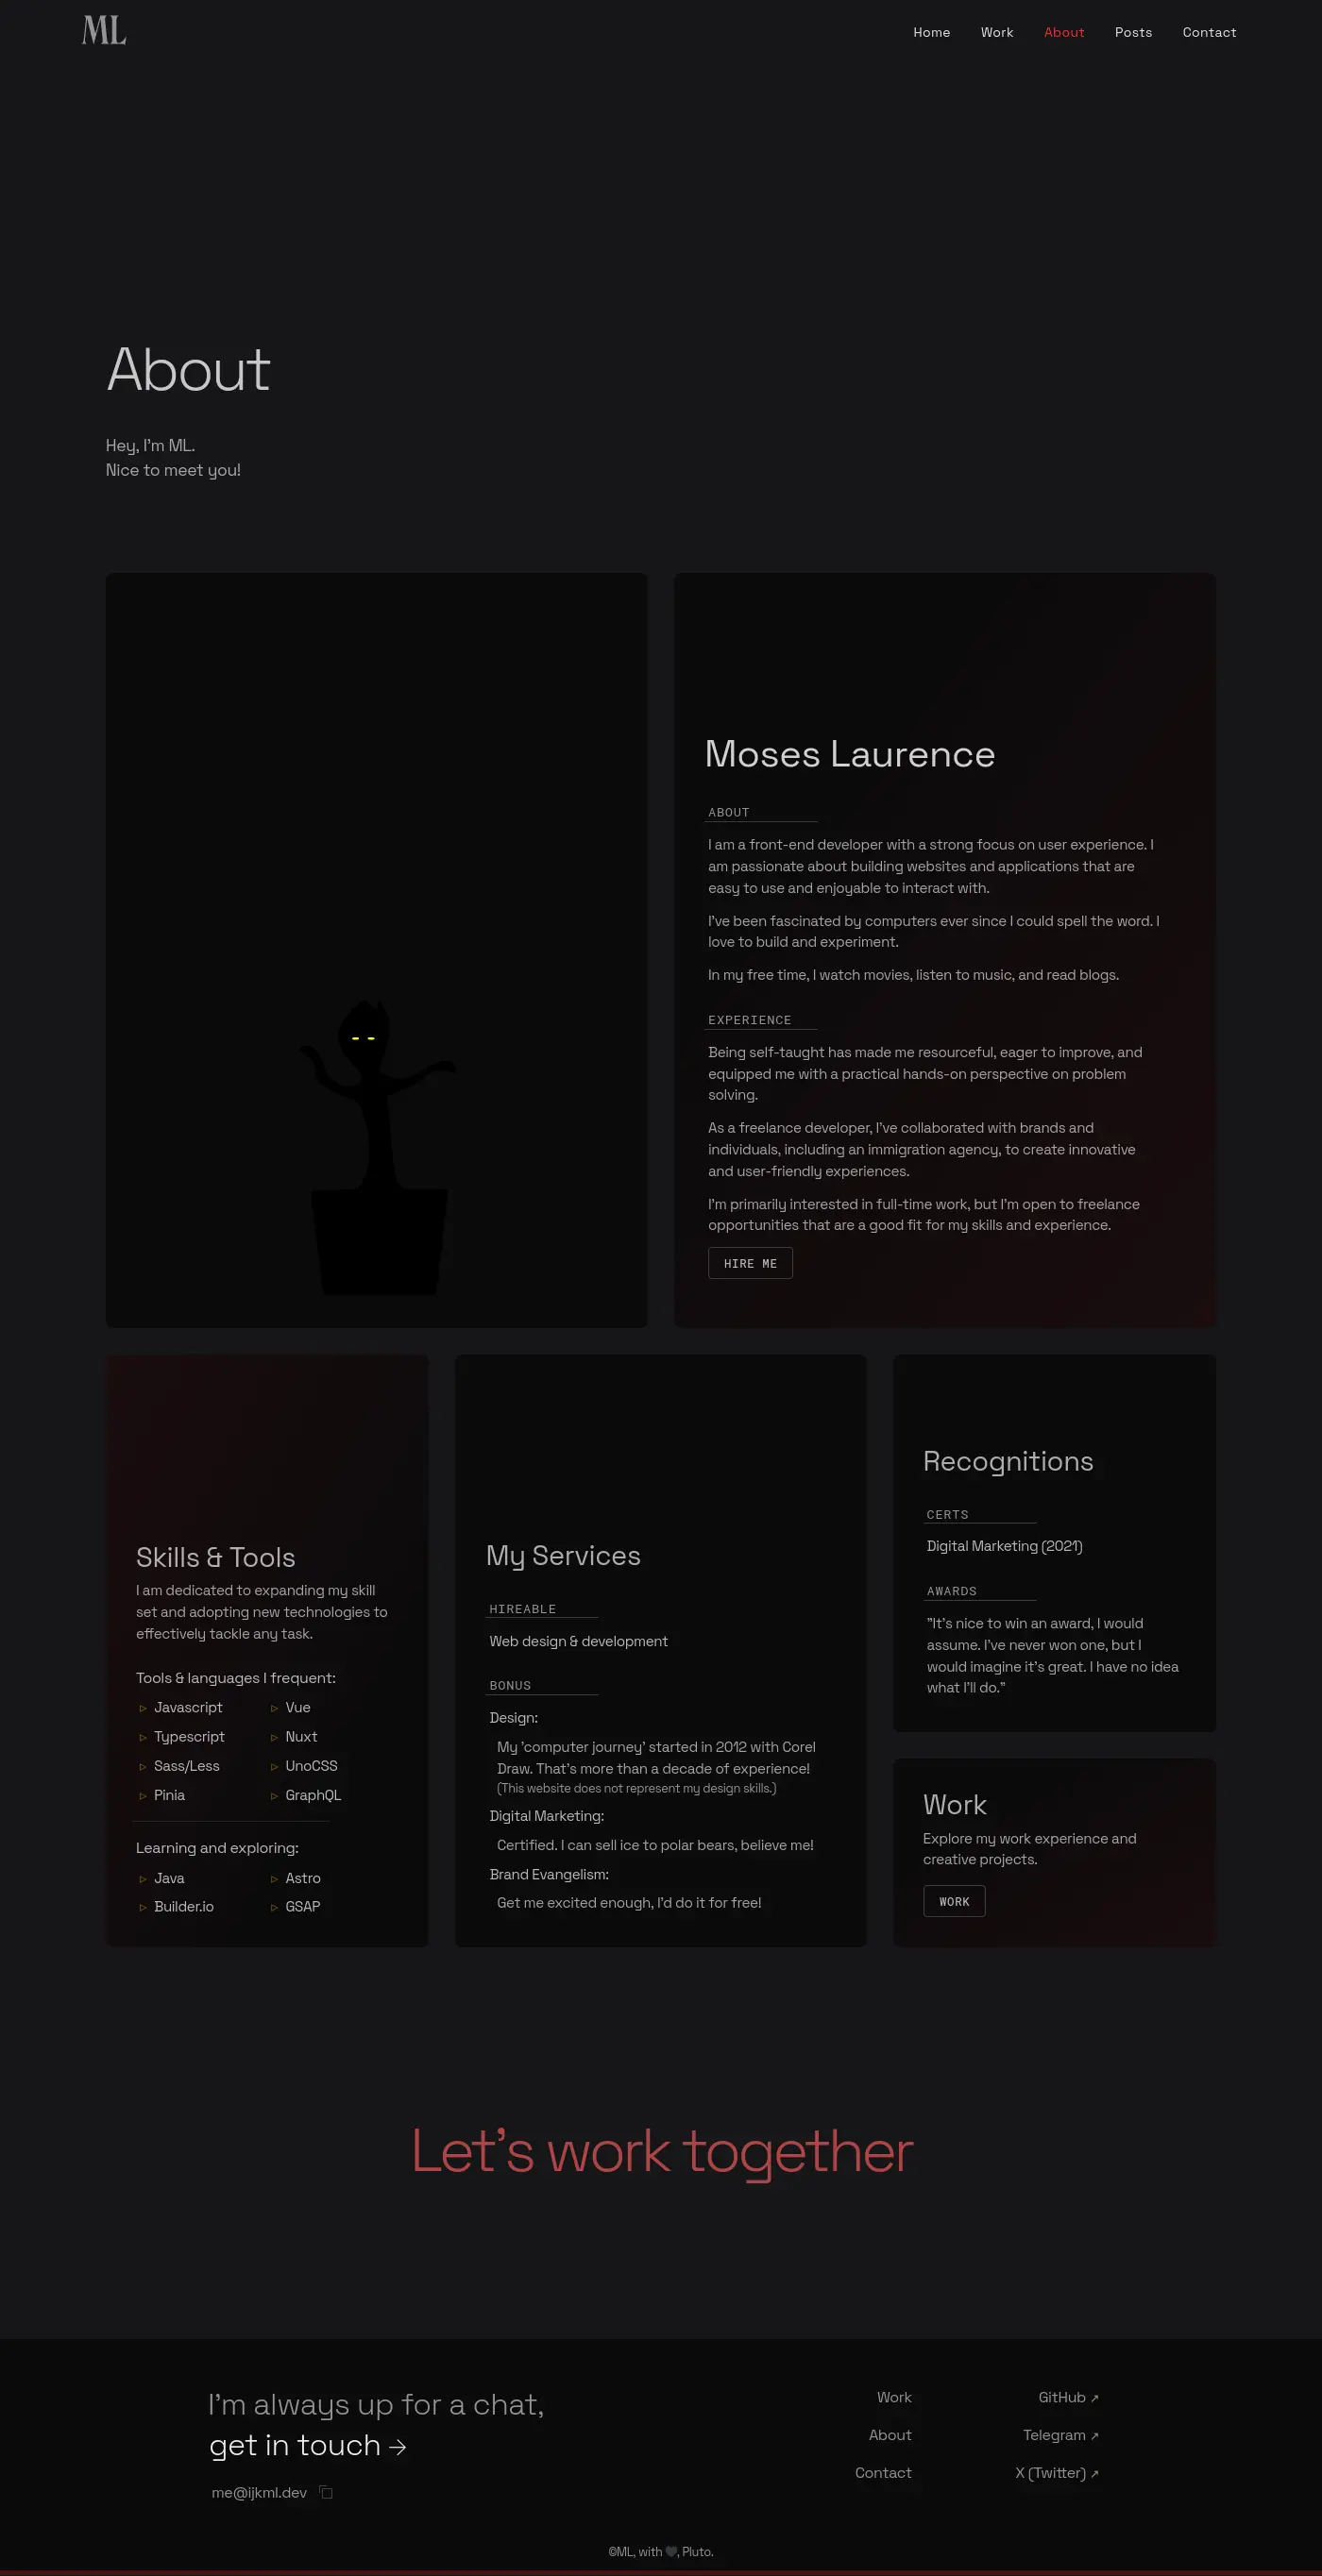 ML
Home Work About Posts Contact
About
Hey, I'm ML.
Nice to meet you!
Moses Laurence
ABOUT
I am a front-end developer with a strong focus on user experience. I
am passionate about building websites and applications that are
easy to use and enjoyable to interact with.
I've been fascinated by computers ever since I could spell the word. I
love to build and experiment.
In my free time, I watch movies, listen to music, and read blogs.
EXPERIENCE
Being self-taught has made me resourceful, eager to improve, and
equipped me with a practical hands-on perspective on problem
solving.
As a freelance developer, I've collaborated with brands and
individuals, including an immigration agency, to create innovative
and user-friendly experiences.
I'm primarily interested in full-time work, but I'm open to freelance
opportunities that are a good fit for my skills and experience.
HIRE ME
Skills & Tools
I am dedicated to expanding my skill
set and adopting new technologies to
effectively tackle any task.
Tools & languages I frequent:
▹ Javascript ▹ Vue
▹ Typescript ▹ Nuxt
▹ Sass/Less ▹ UnoCSS
▹ Pinia ▹ GraphQL
Learning and exploring:
▹ Java ▹ Astro
▹ Builder.io ▹ GSAP
My Services
HIREABLE
Web design & development
BONUS
Design:
My 'computer journey' started in 2012 with Corel
Draw. That's more than a decade of experience!
(This website does not represent my design skills.)
Digital Marketing:
Certified. I can sell ice to polar bears, believe me!
Brand Evangelism:
Get me excited enough, I'd do it for free!
Recognitions
CERTS
Digital Marketing (2021)
AWARDS
"It's nice to win an award, I would
assume. I've never won one, but I
would imagine it's great. I have no idea
what I'll do."
Work
Explore my work experience and
creative projects.
WORK
Let's work together
I'm always up for a chat,
get in touch →
me@ijkml.dev
Work GitHub ↗
About Telegram ↗
Contact X (Twitter) ↗
©ML, with 🖤, Pluto.